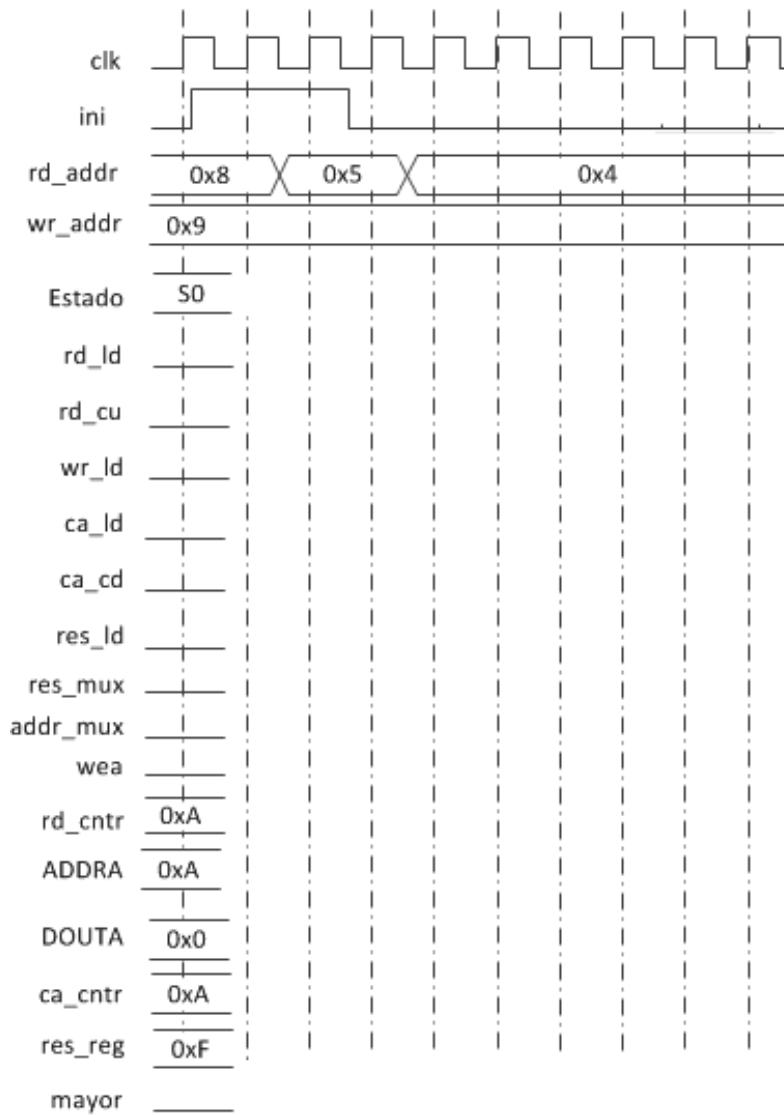 clk
ini
rd_addr 0x8 0x5 0x4
wr_addr 0x9
Estado S0
rd_ld
rd_cu
wr_ld
ca_ld
ca_cd
res_ld
res_mux
addr_mux
wea
rd_cntr 0xA
ADDRA 0xA
DOUTA 0x0
ca_cntr 0xA
res_reg 0xF
mayor